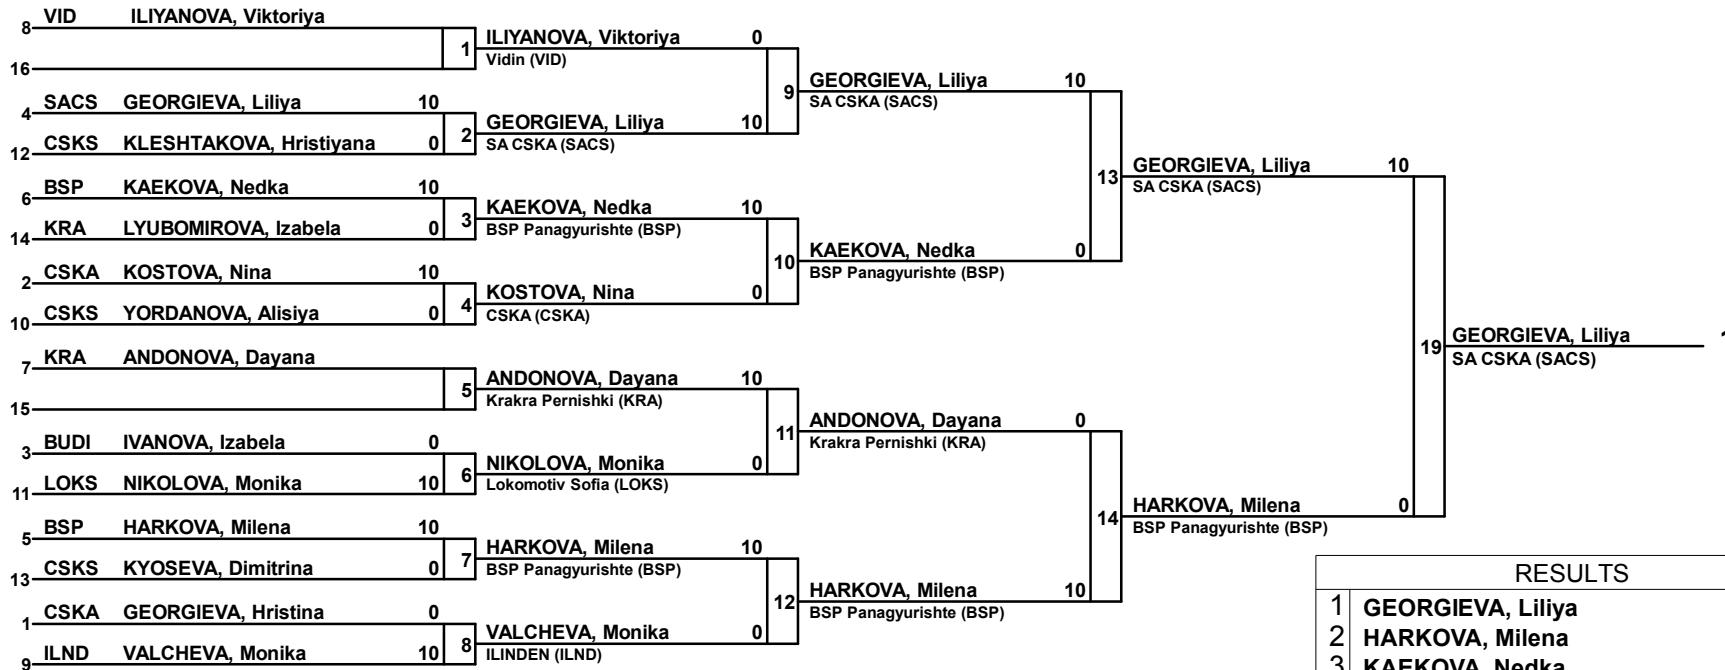 8 VID ILIYANOVA, Viktoriya
16
4 SACS GEORGIEVA, Liliya 10
12 CSKS KLESHTAKOVA, Hristiyana 0
6 BSP KAEKOVA, Nedka 10
14 KRA LYUBOMIROVA, Izabela 0
2 CSKA KOSTOVA, Nina 10
10 CSKS YORDANOVA, Alisiya 0
7 KRA ANDONOVA, Dayana
15
3 BUDI IVANOVA, Izabela 0
11 LOKS NIKOLOVA, Monika 10
5 BSP HARKOVA, Milena 10
13 CSKS KYOSEVA, Dimitrina 0
1 CSKA GEORGIEVA, Hristina 0
9 ILND VALCHEVA, Monika 10
1 ILIYANOVA, Viktoriya 0
Vidin (VID)
2 GEORGIEVA, Liliya 10
SA CSKA (SACS)
3 KAEKOVA, Nedka 10
BSP Panagyurishte (BSP)
4 KOSTOVA, Nina 0
CSKA (CSKA)
5 ANDONOVA, Dayana 10
Krakra Pernishki (KRA)
6 NIKOLOVA, Monika 0
Lokomotiv Sofia (LOKS)
7 HARKOVA, Milena 10
BSP Panagyurishte (BSP)
8 VALCHEVA, Monika 0
ILINDEN (ILND)
9 GEORGIEVA, Liliya 10
SA CSKA (SACS)
10 KAEKOVA, Nedka 0
BSP Panagyurishte (BSP)
11 ANDONOVA, Dayana 0
Krakra Pernishki (KRA)
12 HARKOVA, Milena 10
BSP Panagyurishte (BSP)
13 GEORGIEVA, Liliya 10
SA CSKA (SACS)
14 HARKOVA, Milena 0
BSP Panagyurishte (BSP)
19 GEORGIEVA, Liliya
SA CSKA (SACS)
RESULTS
1 GEORGIEVA, Liliya
2 HARKOVA, Milena
3 KAEKOVA, Nedka